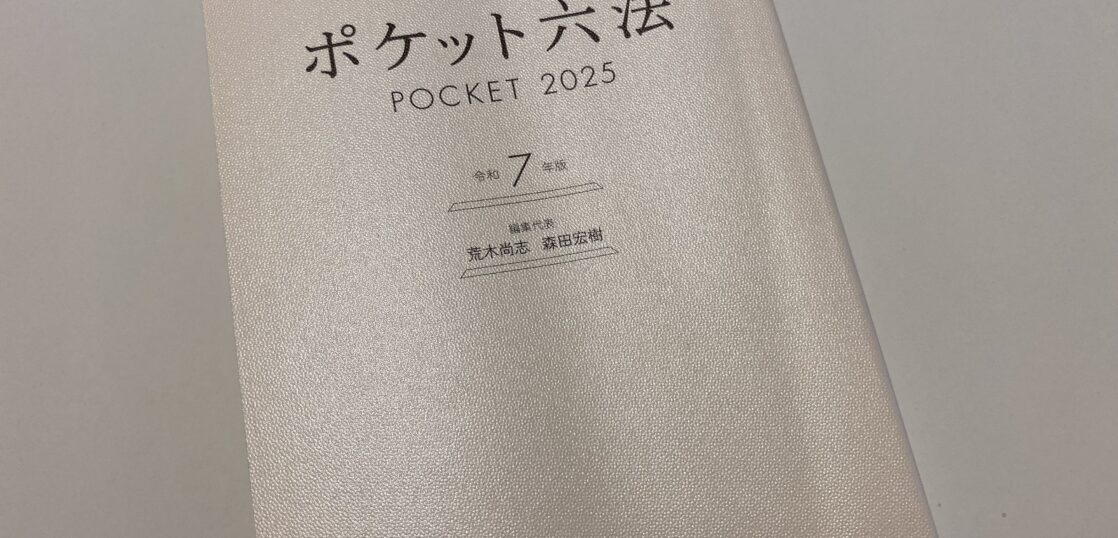 ポケット六法
POCKET 2025
令和7年版
編集代表
荒木尚志 森田宏樹